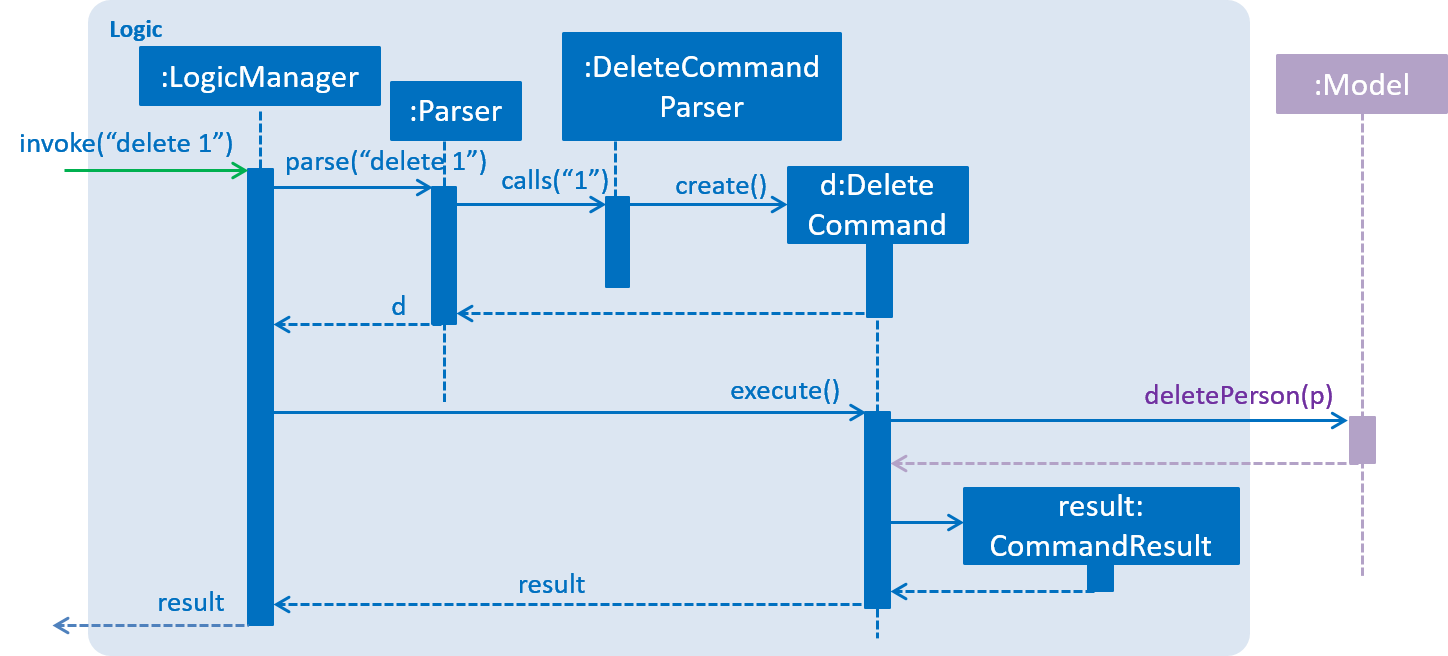 Logic
:LogicManager
:Parser
:DeleteCommand
Parser
:Model
invoke(“delete 1”)
parse(“delete 1”)
calls(“1”)
create()
d:Delete
Command
d
execute()
deletePerson(p)
result:
CommandResult
result
result